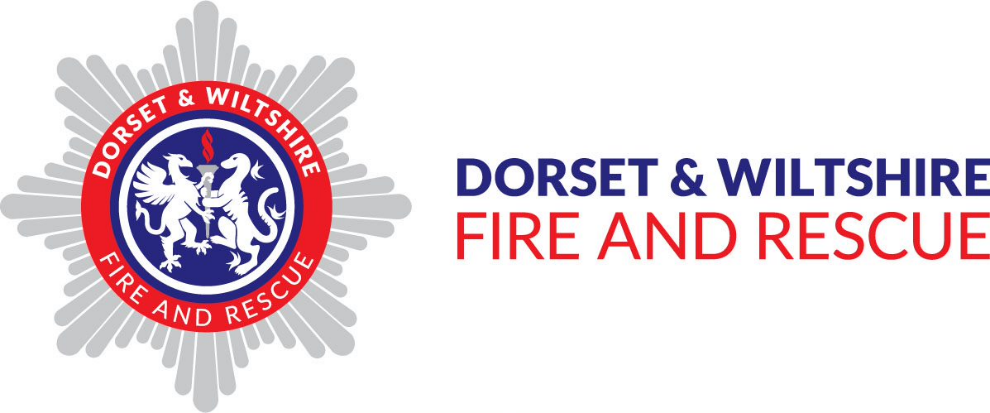 DORSET & WILTSHIRE
FIRE AND RESCUE
DORSET & WILTSHIRE
FIRE AND RESCUE